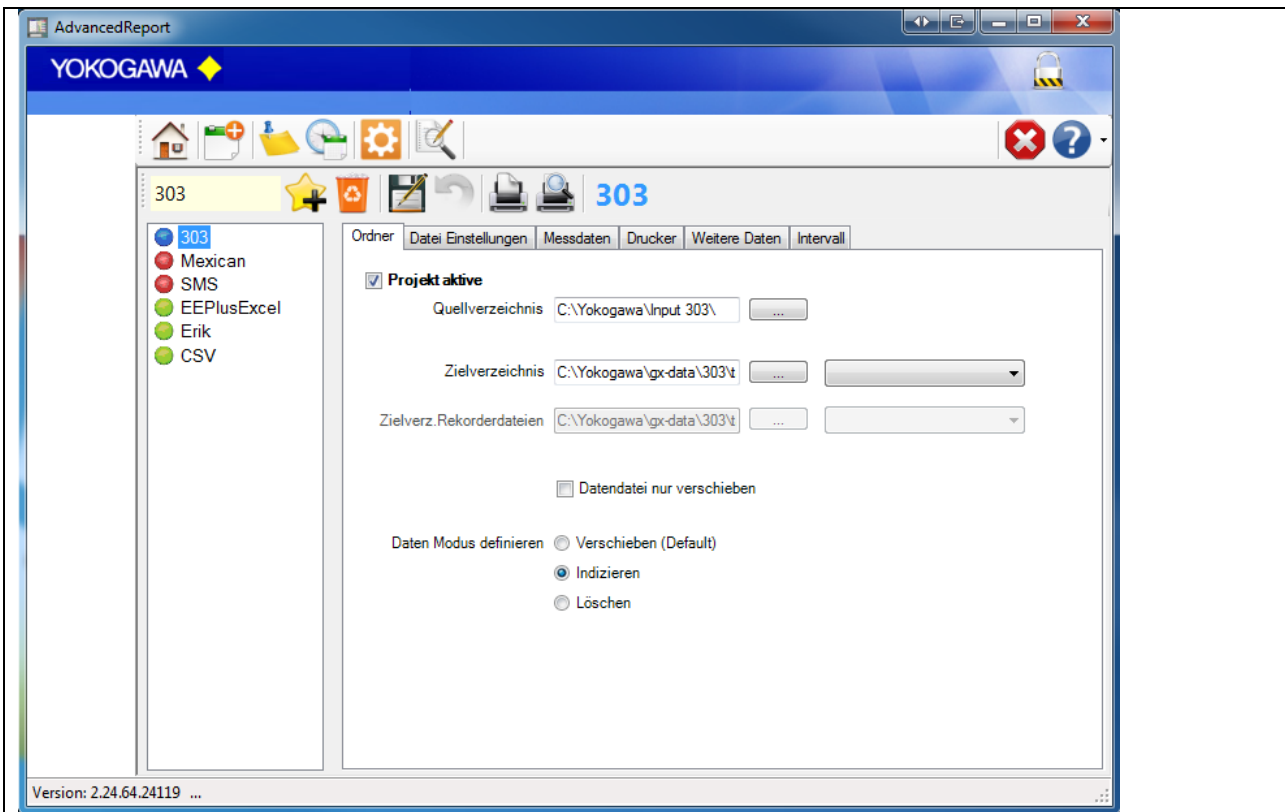 AdvancedReport
YOKOGAWA
303
303
303
Mexican
SMS
EEPlusExcel
Erik
CSV
Ordner Datei Einstellungen Messdaten Drucker Weitere Daten Intervall
Projekt aktive
Quellverzeichnis C:\Yokogawa\Input 303\ ...
Zielverzeichnis C:\Yokogawa\gx-data\303\t ...
Zielverz.Rekorderdateien C:\Yokogawa\gx-data\303\t ...
Datendatei nur verschieben
Daten Modus definieren Verschieben (Default)
Indizieren
Löschen
Version: 2.24.64.24119 ...